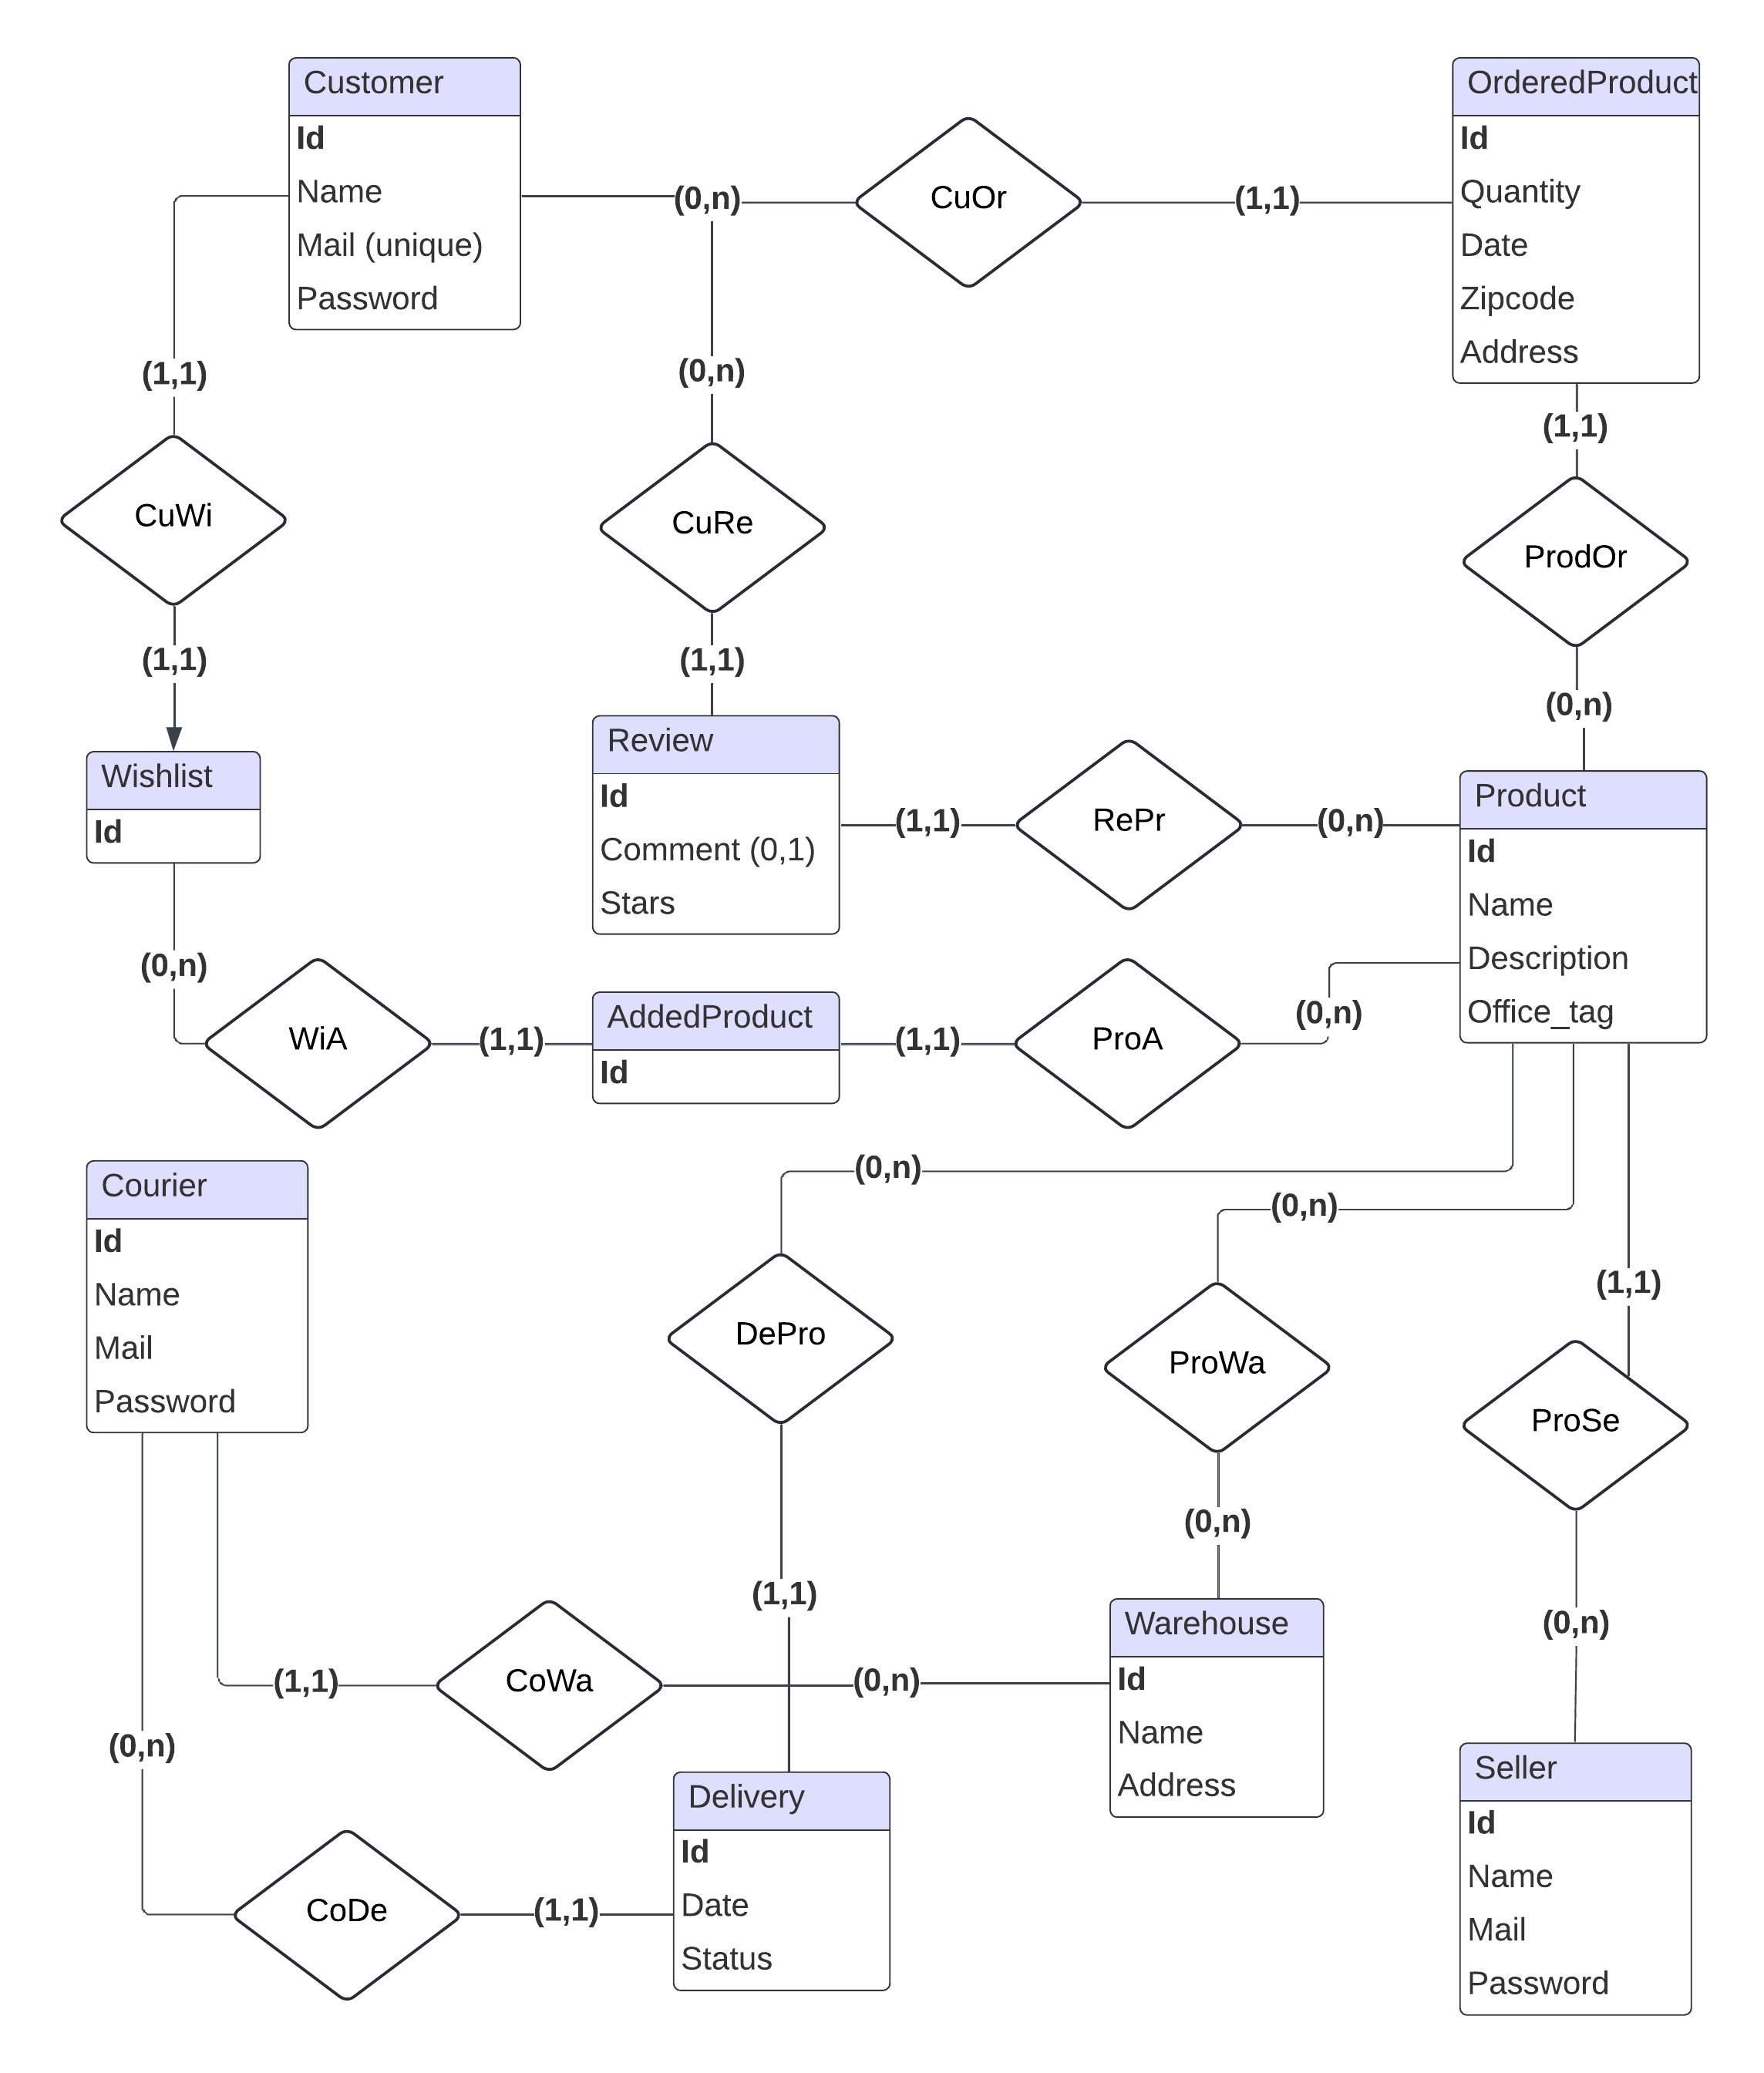 Customer
Id
Name
Mail (unique)
Password
(0,n)
CuOr
(1,1)
OrderedProduct
Id
Quantity
Date
Zipcode
Address
(1,1)
CuWi
(1,1)
(0,n)
CuRe
(1,1)
(1,1)
ProdOr
(0,n)
Wishlist
Id
Review
Id
Comment (0,1)
Stars
(1,1)
RePr
(0,n)
Product
Id
Name
Description
Office_tag
(0,n)
WiA
(1,1)
AddedProduct
Id
(1,1)
ProA
(0,n)
Courier
Id
Name
Mail
Password
(0,n)
DePro
(1,1)
(0,n)
ProWa
(0,n)
(1,1)
ProSe
(0,n)
(1,1)
CoWa
(0,n)
Warehouse
Id
Name
Address
(0,n)
CoDe
(1,1)
Delivery
Id
Date
Status
Seller
Id
Name
Mail
Password